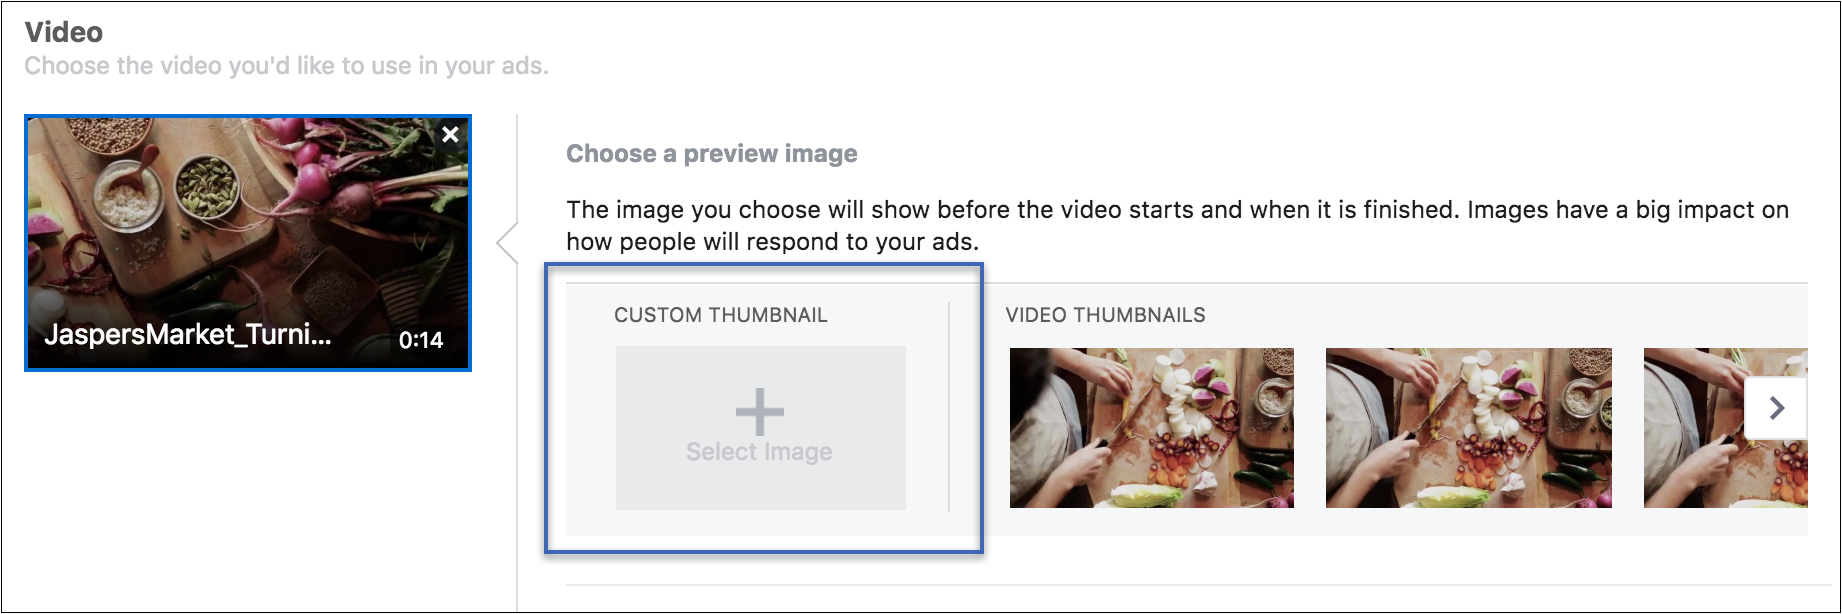 Video
Choose the video you'd like to use in your ads.
JaspersMarket_Turni...
0:14
Choose a preview image
The image you choose will show before the video starts and when it is finished. Images have a big impact on
how people will respond to your ads.
CUSTOM THUMBNAIL
Select Image
VIDEO THUMBNAILS